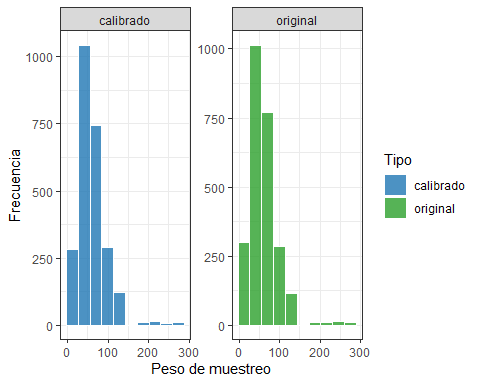 calibrado original
1000 1000
750 750
Frecuencia
500 500
250 250
0 0
0 100 200 300 0 100 200 300
Peso de muestreo
Tipo
calibrado
original